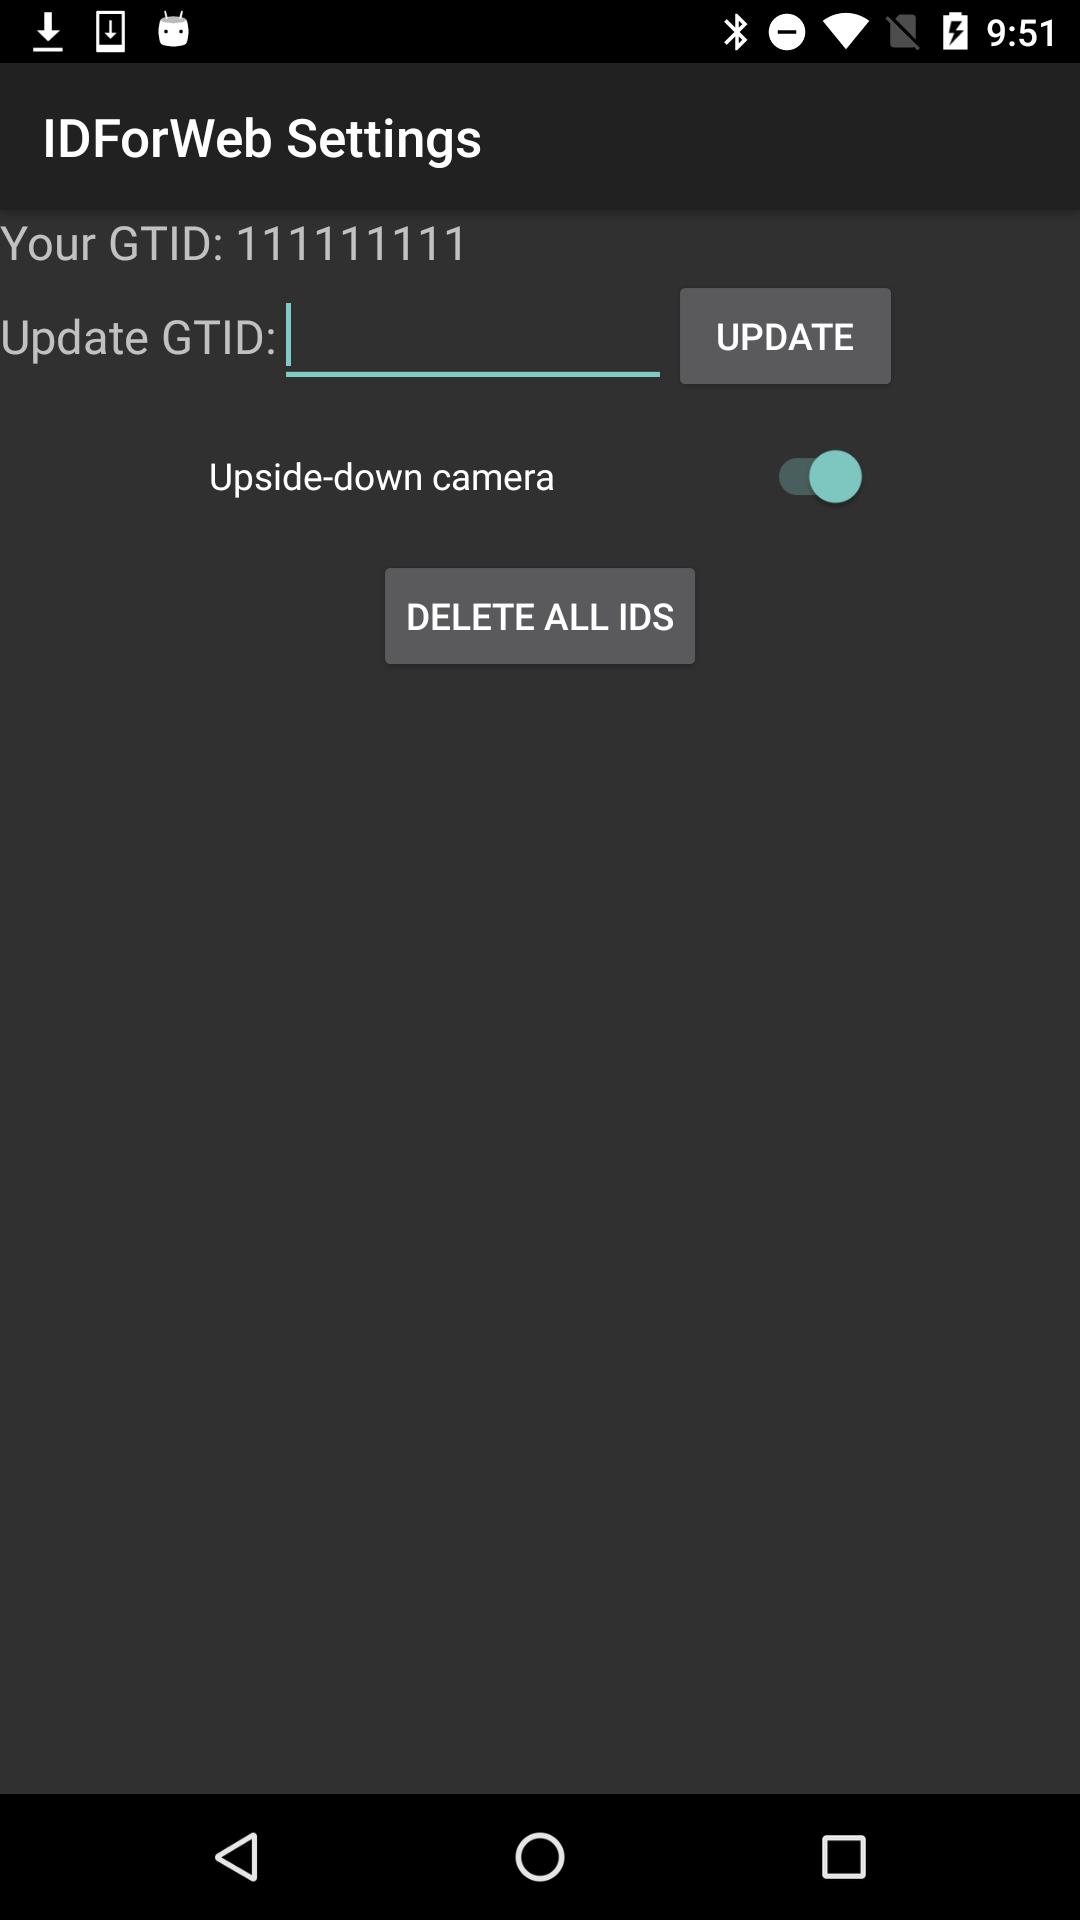 9:51
IDForWeb Settings
Your GTID: 111111111
Update GTID:
UPDATE
Upside-down camera
DELETE ALL IDS